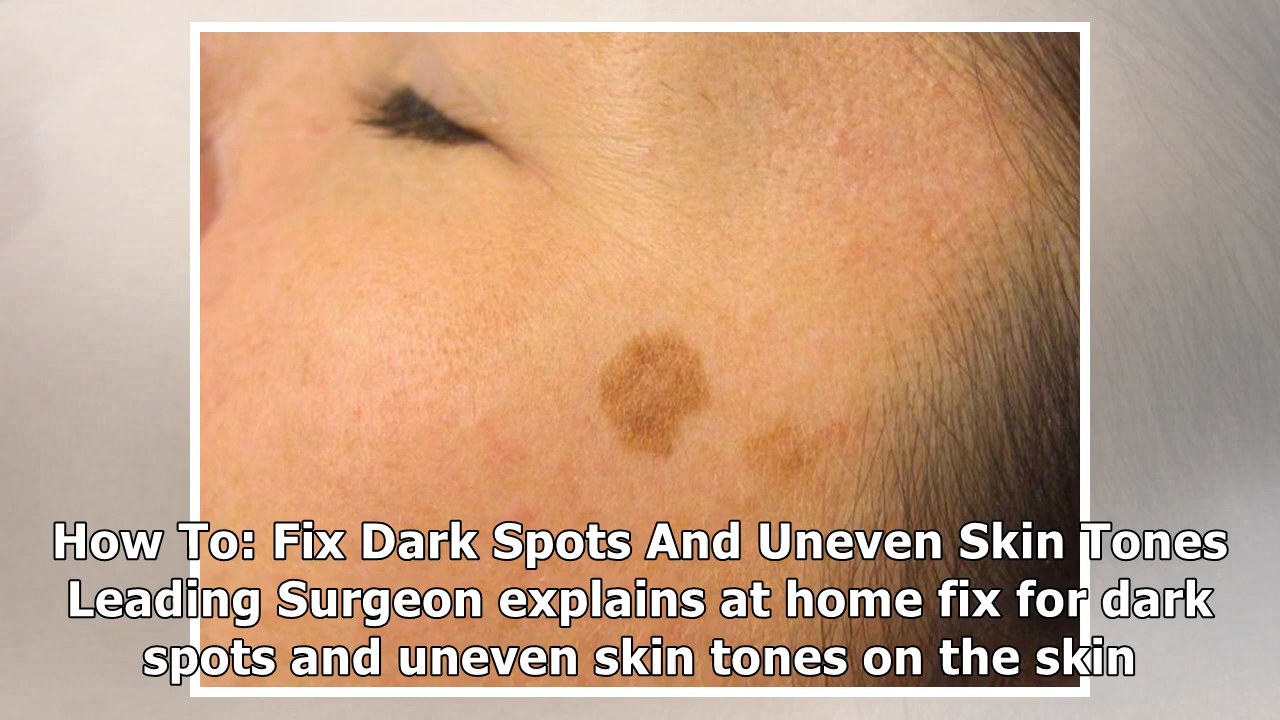 How To: Fix Dark Spots And Uneven Skin Tones
Leading Surgeon explains at home fix for dark
spots and uneven skin tones on the skin